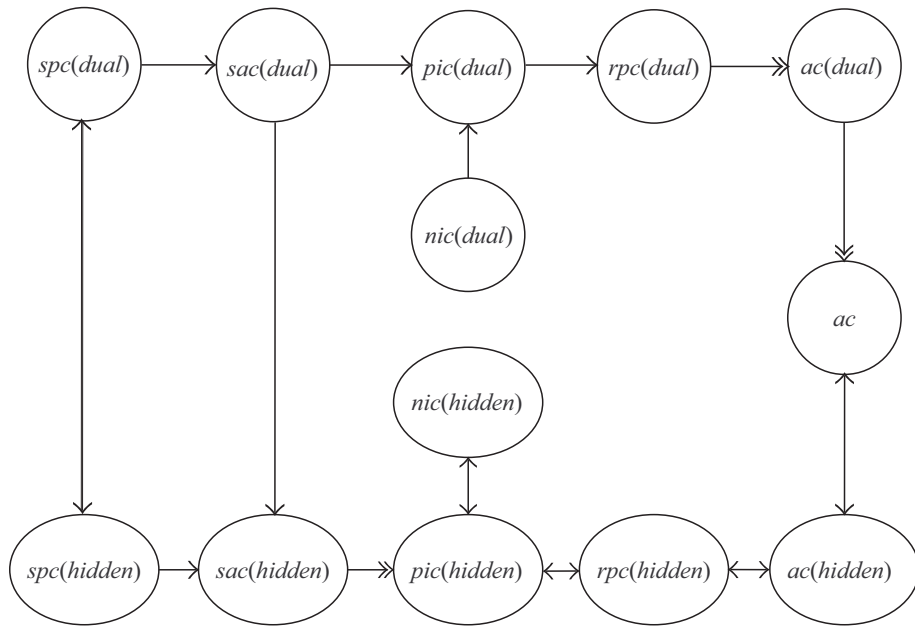 spc(dual)
sac(dual)
pic(dual)
rpc(dual)
ac(dual)
nic(dual)
ac
nic(hidden)
spc(hidden)
sac(hidden)
pic(hidden)
rpc(hidden)
ac(hidden)